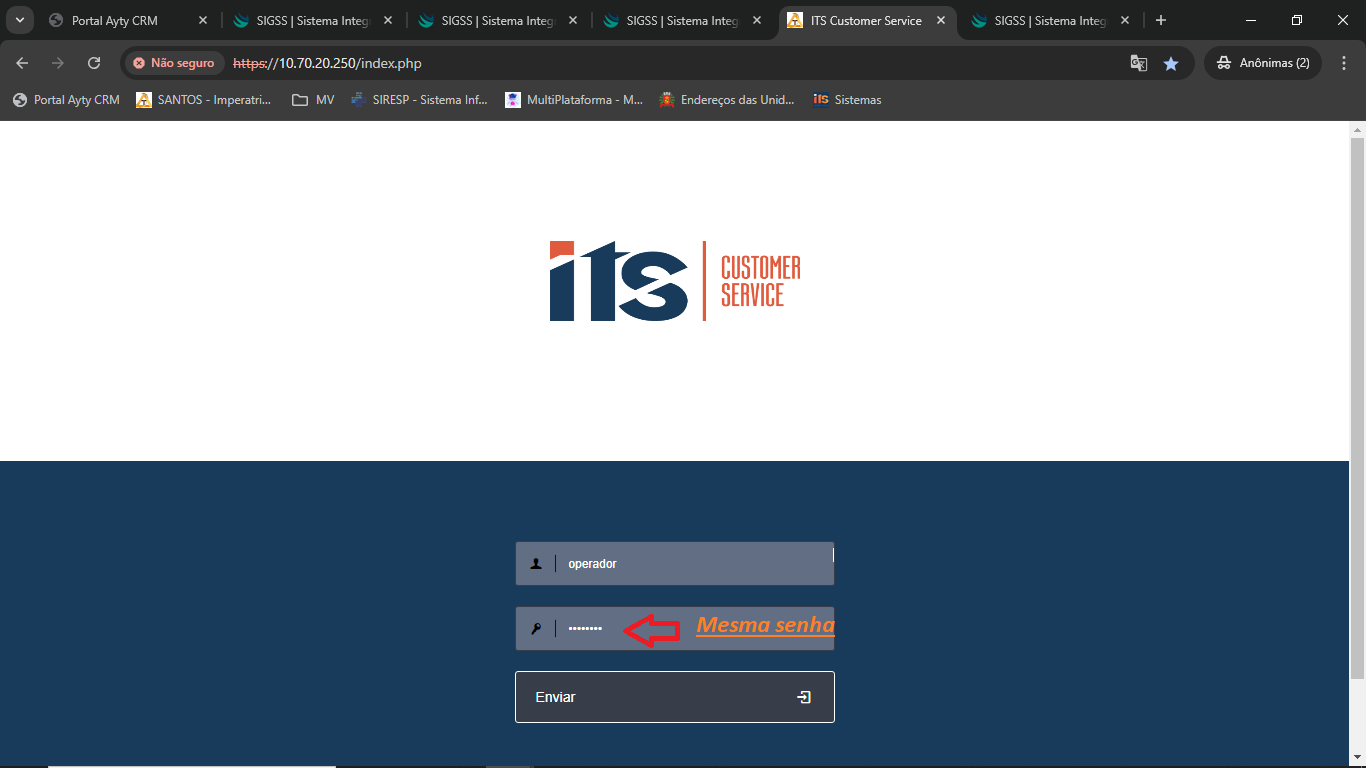 Portal Ayty CRM
SIGSS | Sistema Integr
SIGSS | Sistema Integr
SIGSS | Sistema Integ
ITS Customer Service
SIGSS | Sistema Integ
Não seguro
https://10.70.20.250/index.php
Anônimas (2)
Portal Ayty CRM
SANTOS - Imperatri...
MV
SIRESP - Sistema Inf...
MultiPlataforma - M...
Endereços das Unid...
Sistemas
its
CUSTOMER
SERVICE
operador
Mesma senha
Enviar